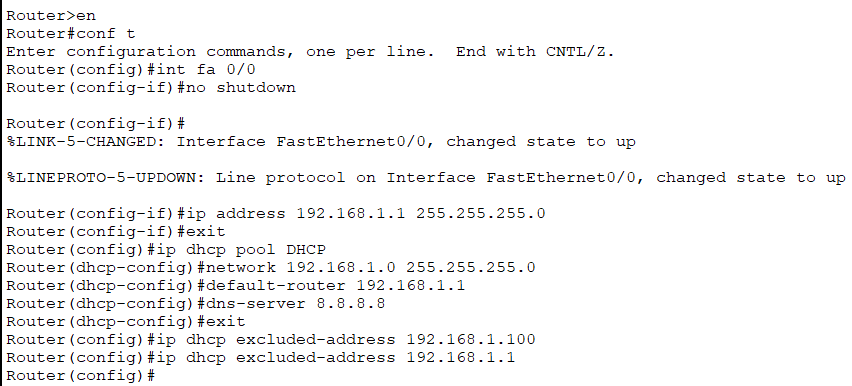 Router>en
Router#conf t
Enter configuration commands, one per line.  End with CNTL/Z.
Router(config)#int fa 0/0
Router(config-if)#no shutdown
Router(config-if)#
%LINK-5-CHANGED: Interface FastEthernet0/0, changed state to up
%LINEPROTO-5-UPDOWN: Line protocol on Interface FastEthernet0/0, changed state to up
Router(config-if)#ip address 192.168.1.1 255.255.255.0
Router(config-if)#exit
Router(config)#ip dhcp pool DHCP
Router(dhcp-config)#network 192.168.1.0 255.255.255.0
Router(dhcp-config)#default-router 192.168.1.1
Router(dhcp-config)#dns-server 8.8.8.8
Router(dhcp-config)#exit
Router(config)#ip dhcp excluded-address 192.168.1.100
Router(config)#ip dhcp excluded-address 192.168.1.1
Router(config)#